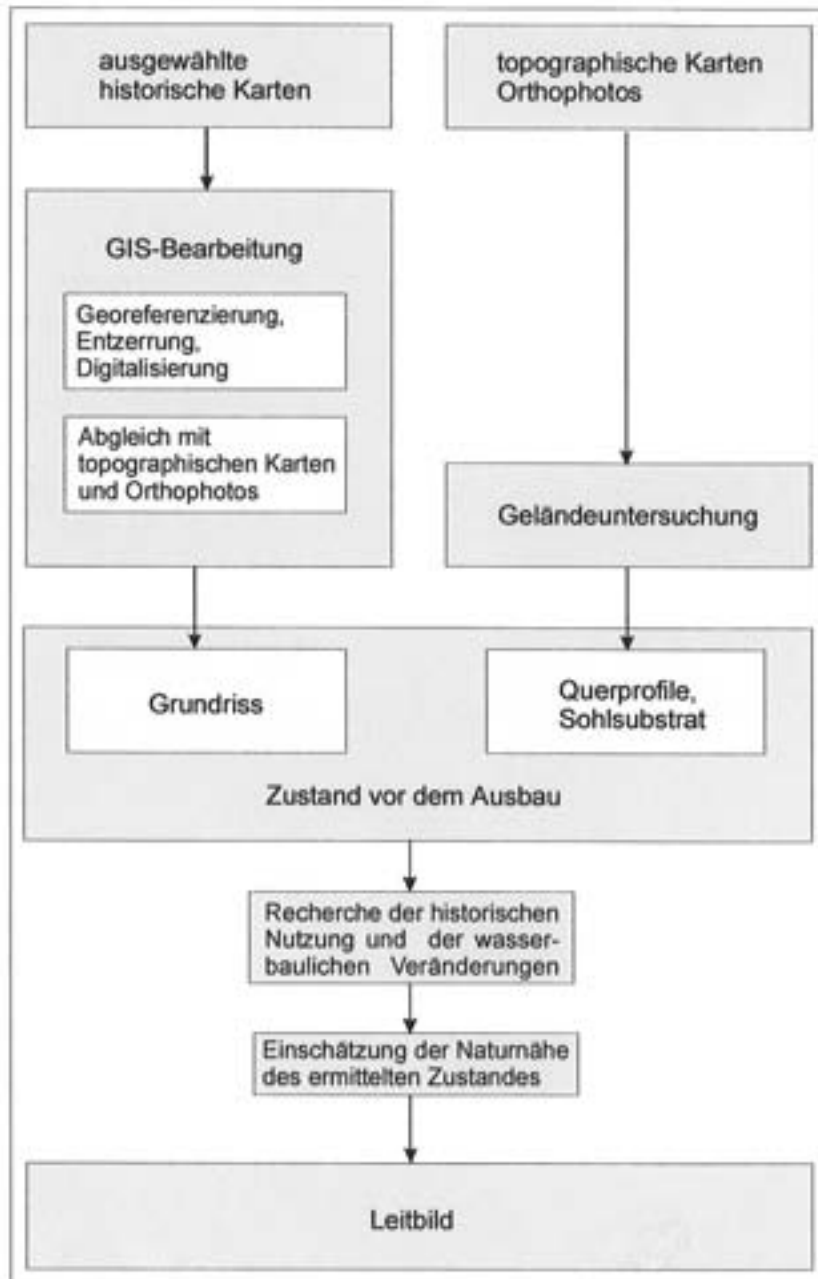 ausgewählte
historische Karten
topographische Karten
Orthophotos
GIS-Bearbeitung
Georeferenzierung,
Entzerrung,
Digitalisierung
Abgleich mit
topographischen Karten
und Orthophotos
Geländeuntersuchung
Grundriss
Querprofile,
Sohlsubstrat
Zustand vor dem Ausbau
Recherche der historischen
Nutzung und der wasser-
baulichen Veränderungen
Einschätzung der Naturnähe
des ermittelten Zustandes
Leitbild